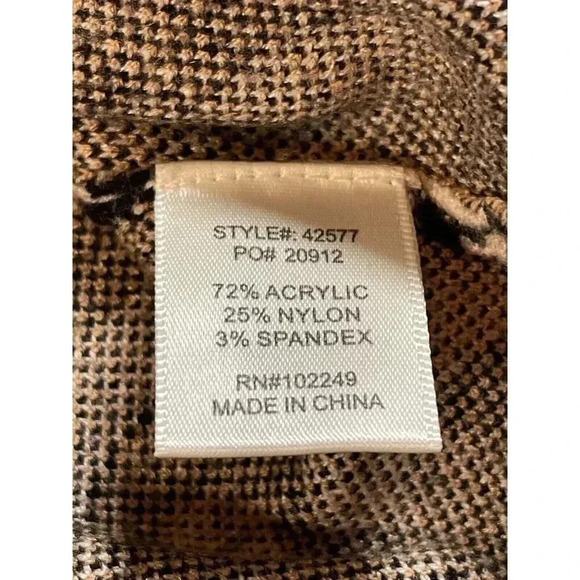 STYLE#: 42577
PO# 20912
72% ACRYLIC
25% NYLON
3% SPANDEX
RN#102249
MADE IN CHINA